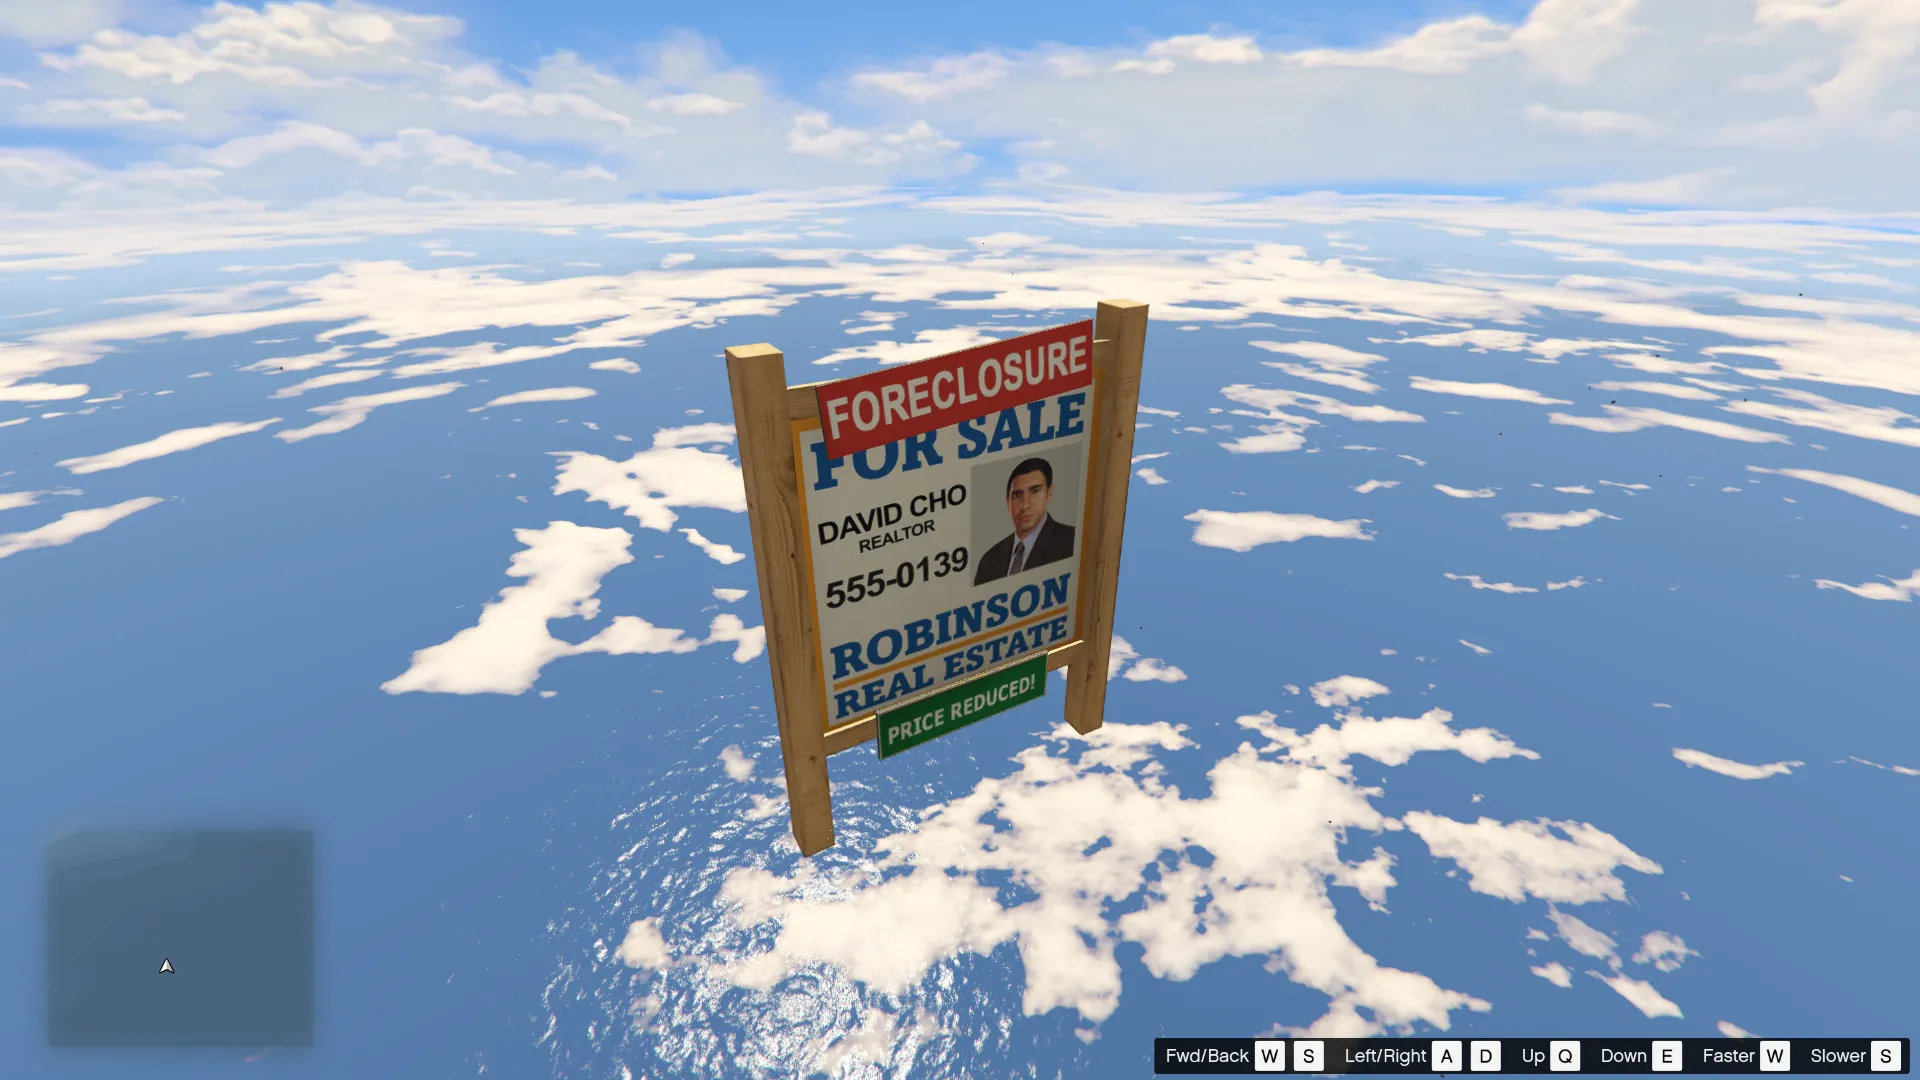 FORECLOSURE
FOR SALE
DAVID CHO
REALTOR
555-0139
ROBINSON
REAL ESTATE
PRICE REDUCED!
Fwd/Back W S Left/Right A D Up Q Down E Faster W Slower S